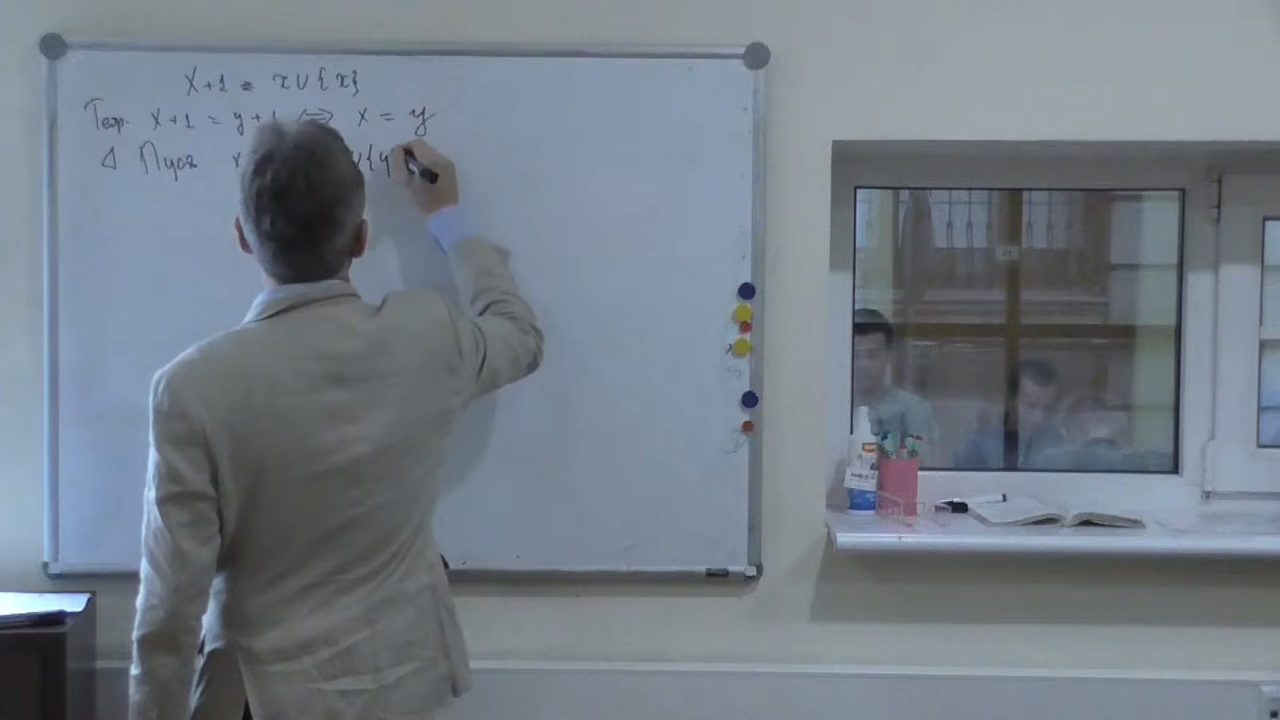 x+1 = x∪{x}
Теор. x+1 = y+1 ⇔ x = y
Δ Пусть x ∪{y